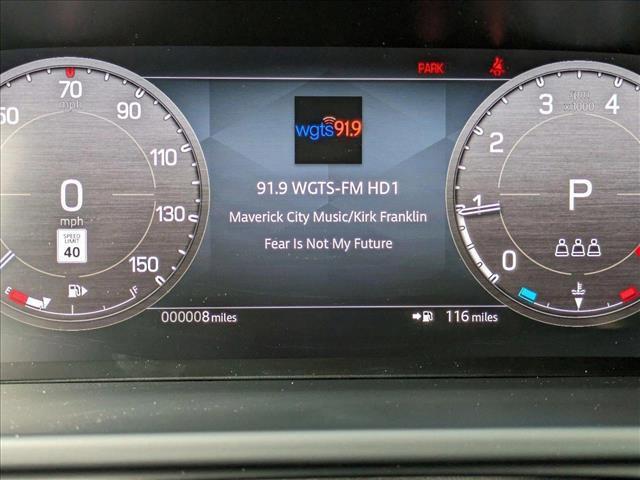 PARK
70
mph
50
90
110
130
150
0
mph
SPEED
LIMIT
40
E
F
wgts91.9
91.9 WGTS-FM HD1
Maverick City Music/Kirk Franklin
Fear Is Not My Future
000008 miles
116 miles
4
3
2
1
0
rpm
x1000
P